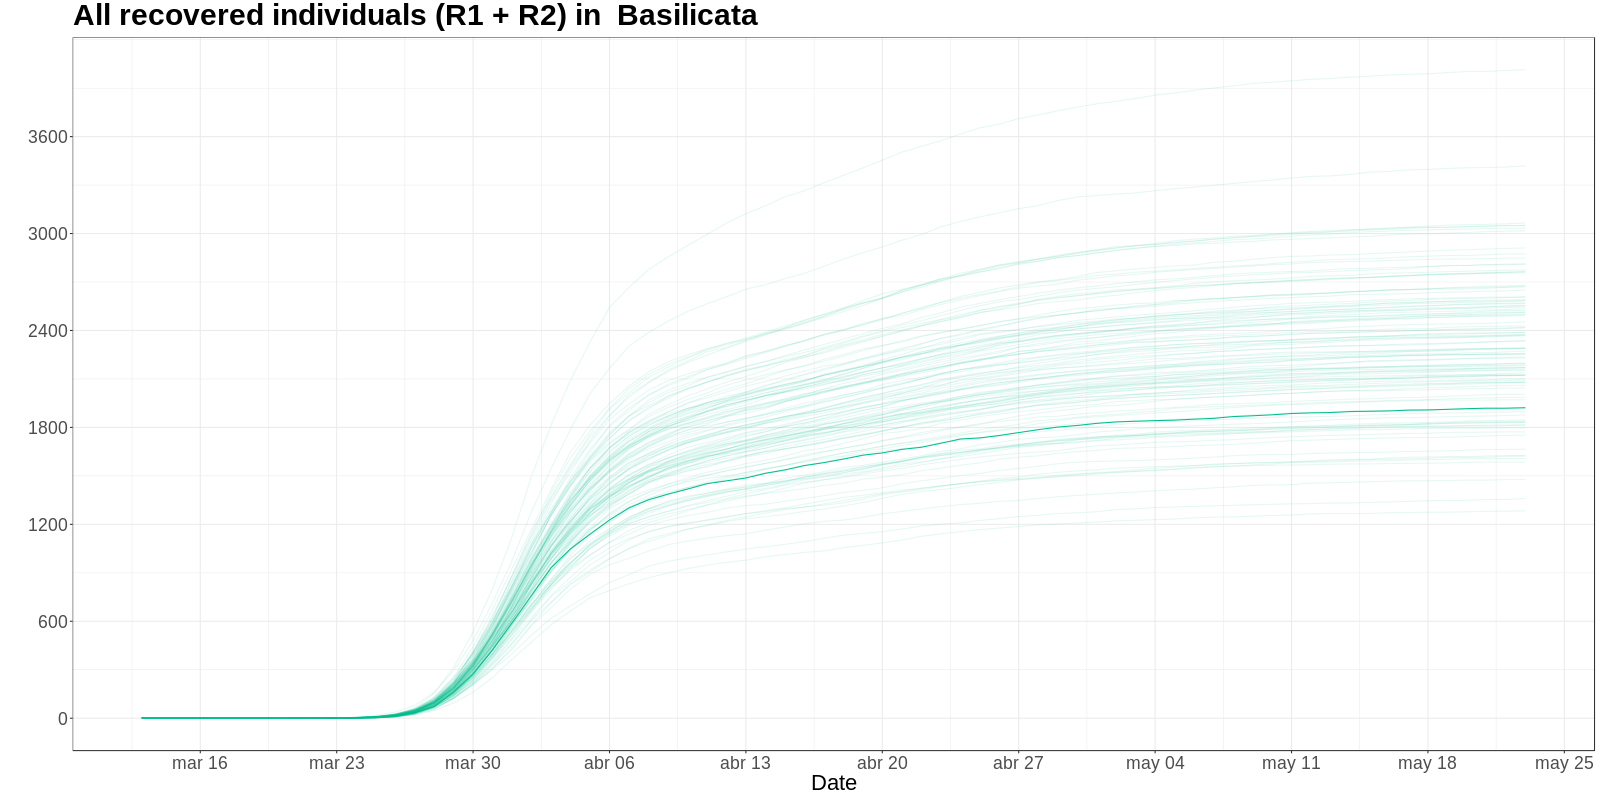 All recovered individuals (R1 + R2) in  Basilicata
3600
3000
2400
1800
1200
600
0
mar 16 mar 23 mar 30 abr 06 abr 13 abr 20 abr 27 may 04 may 11 may 18 may 25
Date